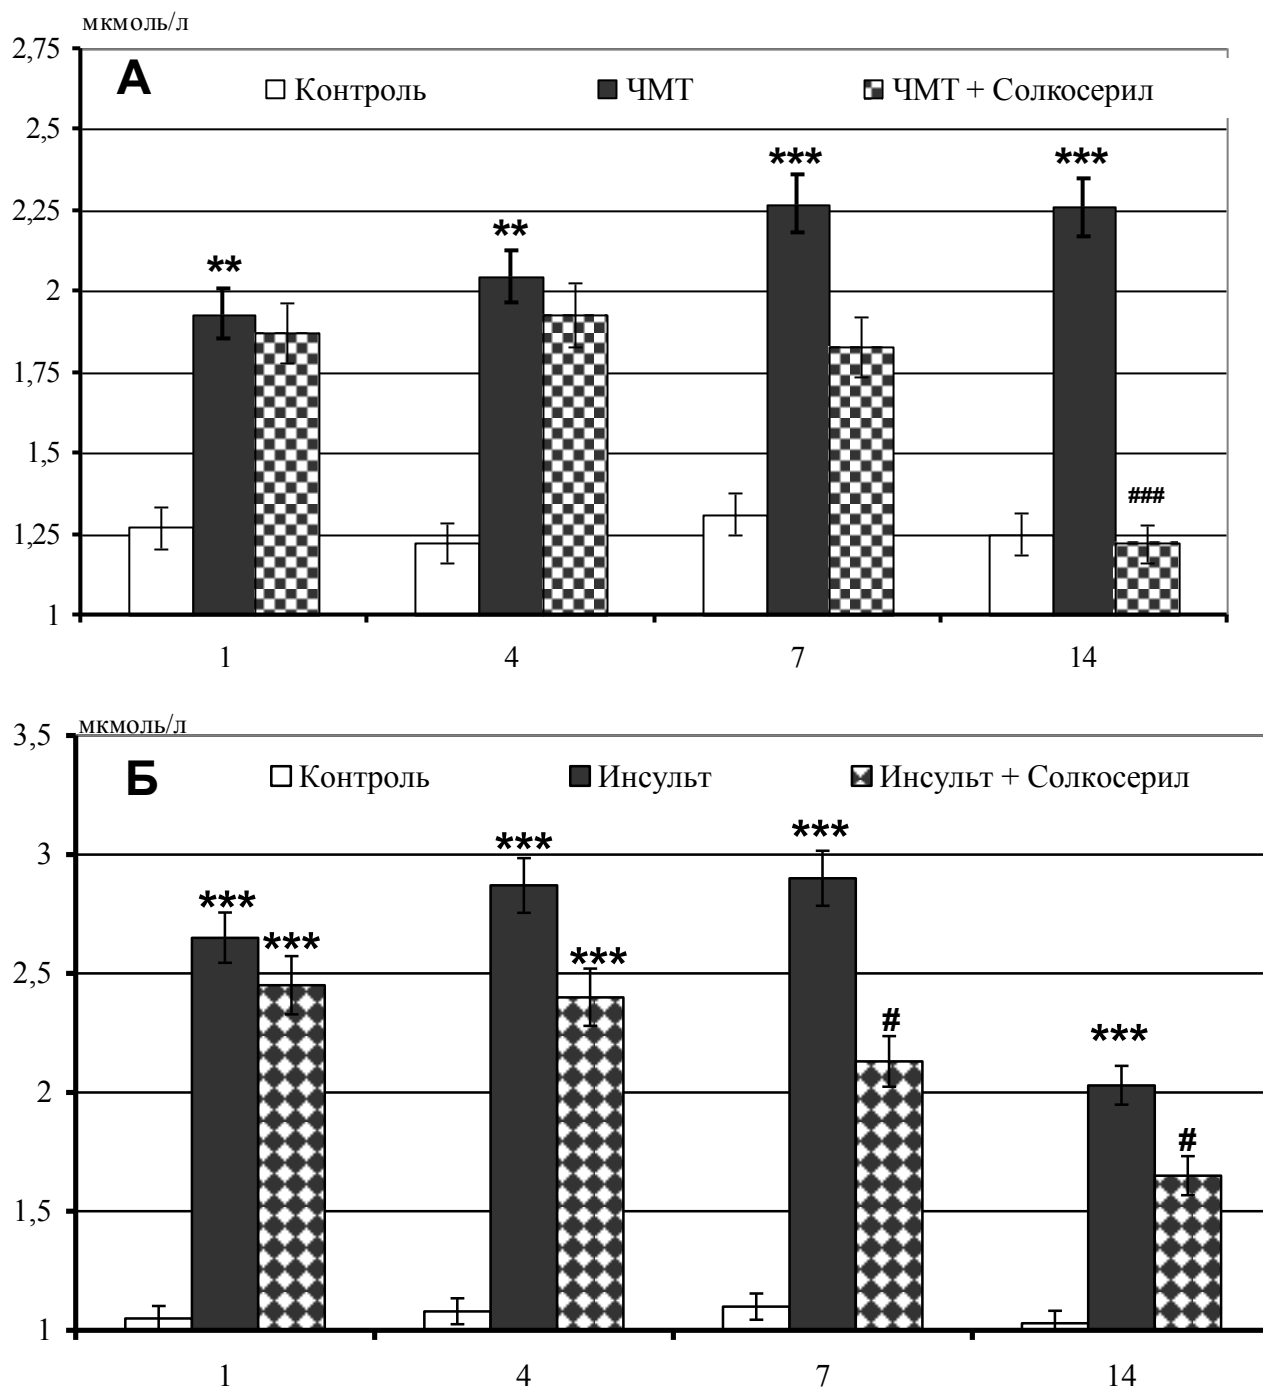 мкмоль/л
2,75
А
Контроль
ЧМТ
ЧМТ + Солкосерил
2,5
***
***
2,25
**
**
2
1,75
1,5
###
1,25
1
1 4 7 14
мкмоль/л
3,5
Б
Контроль
Инсульт
Инсульт + Солкосерил
***
***
3
***
***
***
2,5
#
***
2
#
1,5
1
1 4 7 14